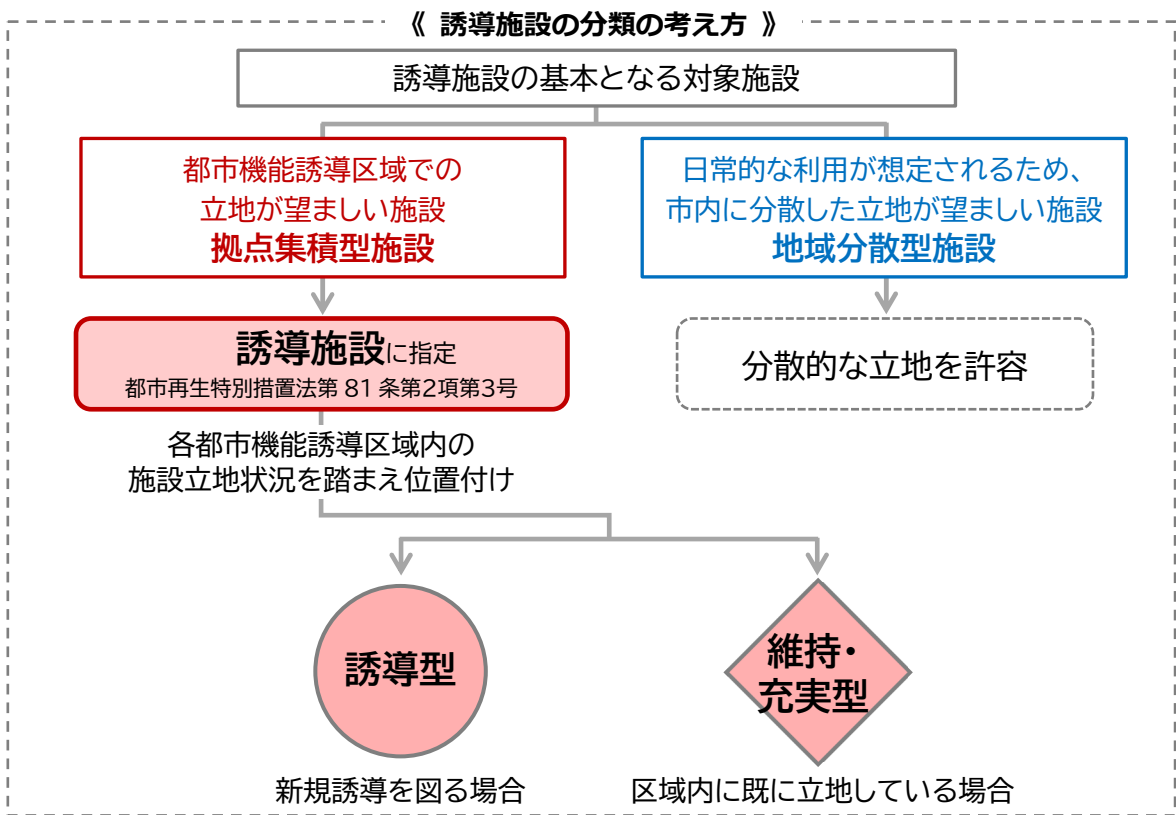 《 誘導施設の分類の考え方 》
誘導施設の基本となる対象施設
都市機能誘導区域での
立地が望ましい施設
拠点集積型施設
日常的な利用が想定されるため、
市内に分散した立地が望ましい施設
地域分散型施設
誘導施設に指定
都市再生特別措置法第 81 条第2項第3号
分散的な立地を許容
各都市機能誘導区域内の
施設立地状況を踏まえ位置付け
誘導型
維持・
充実型
新規誘導を図る場合
区域内に既に立地している場合